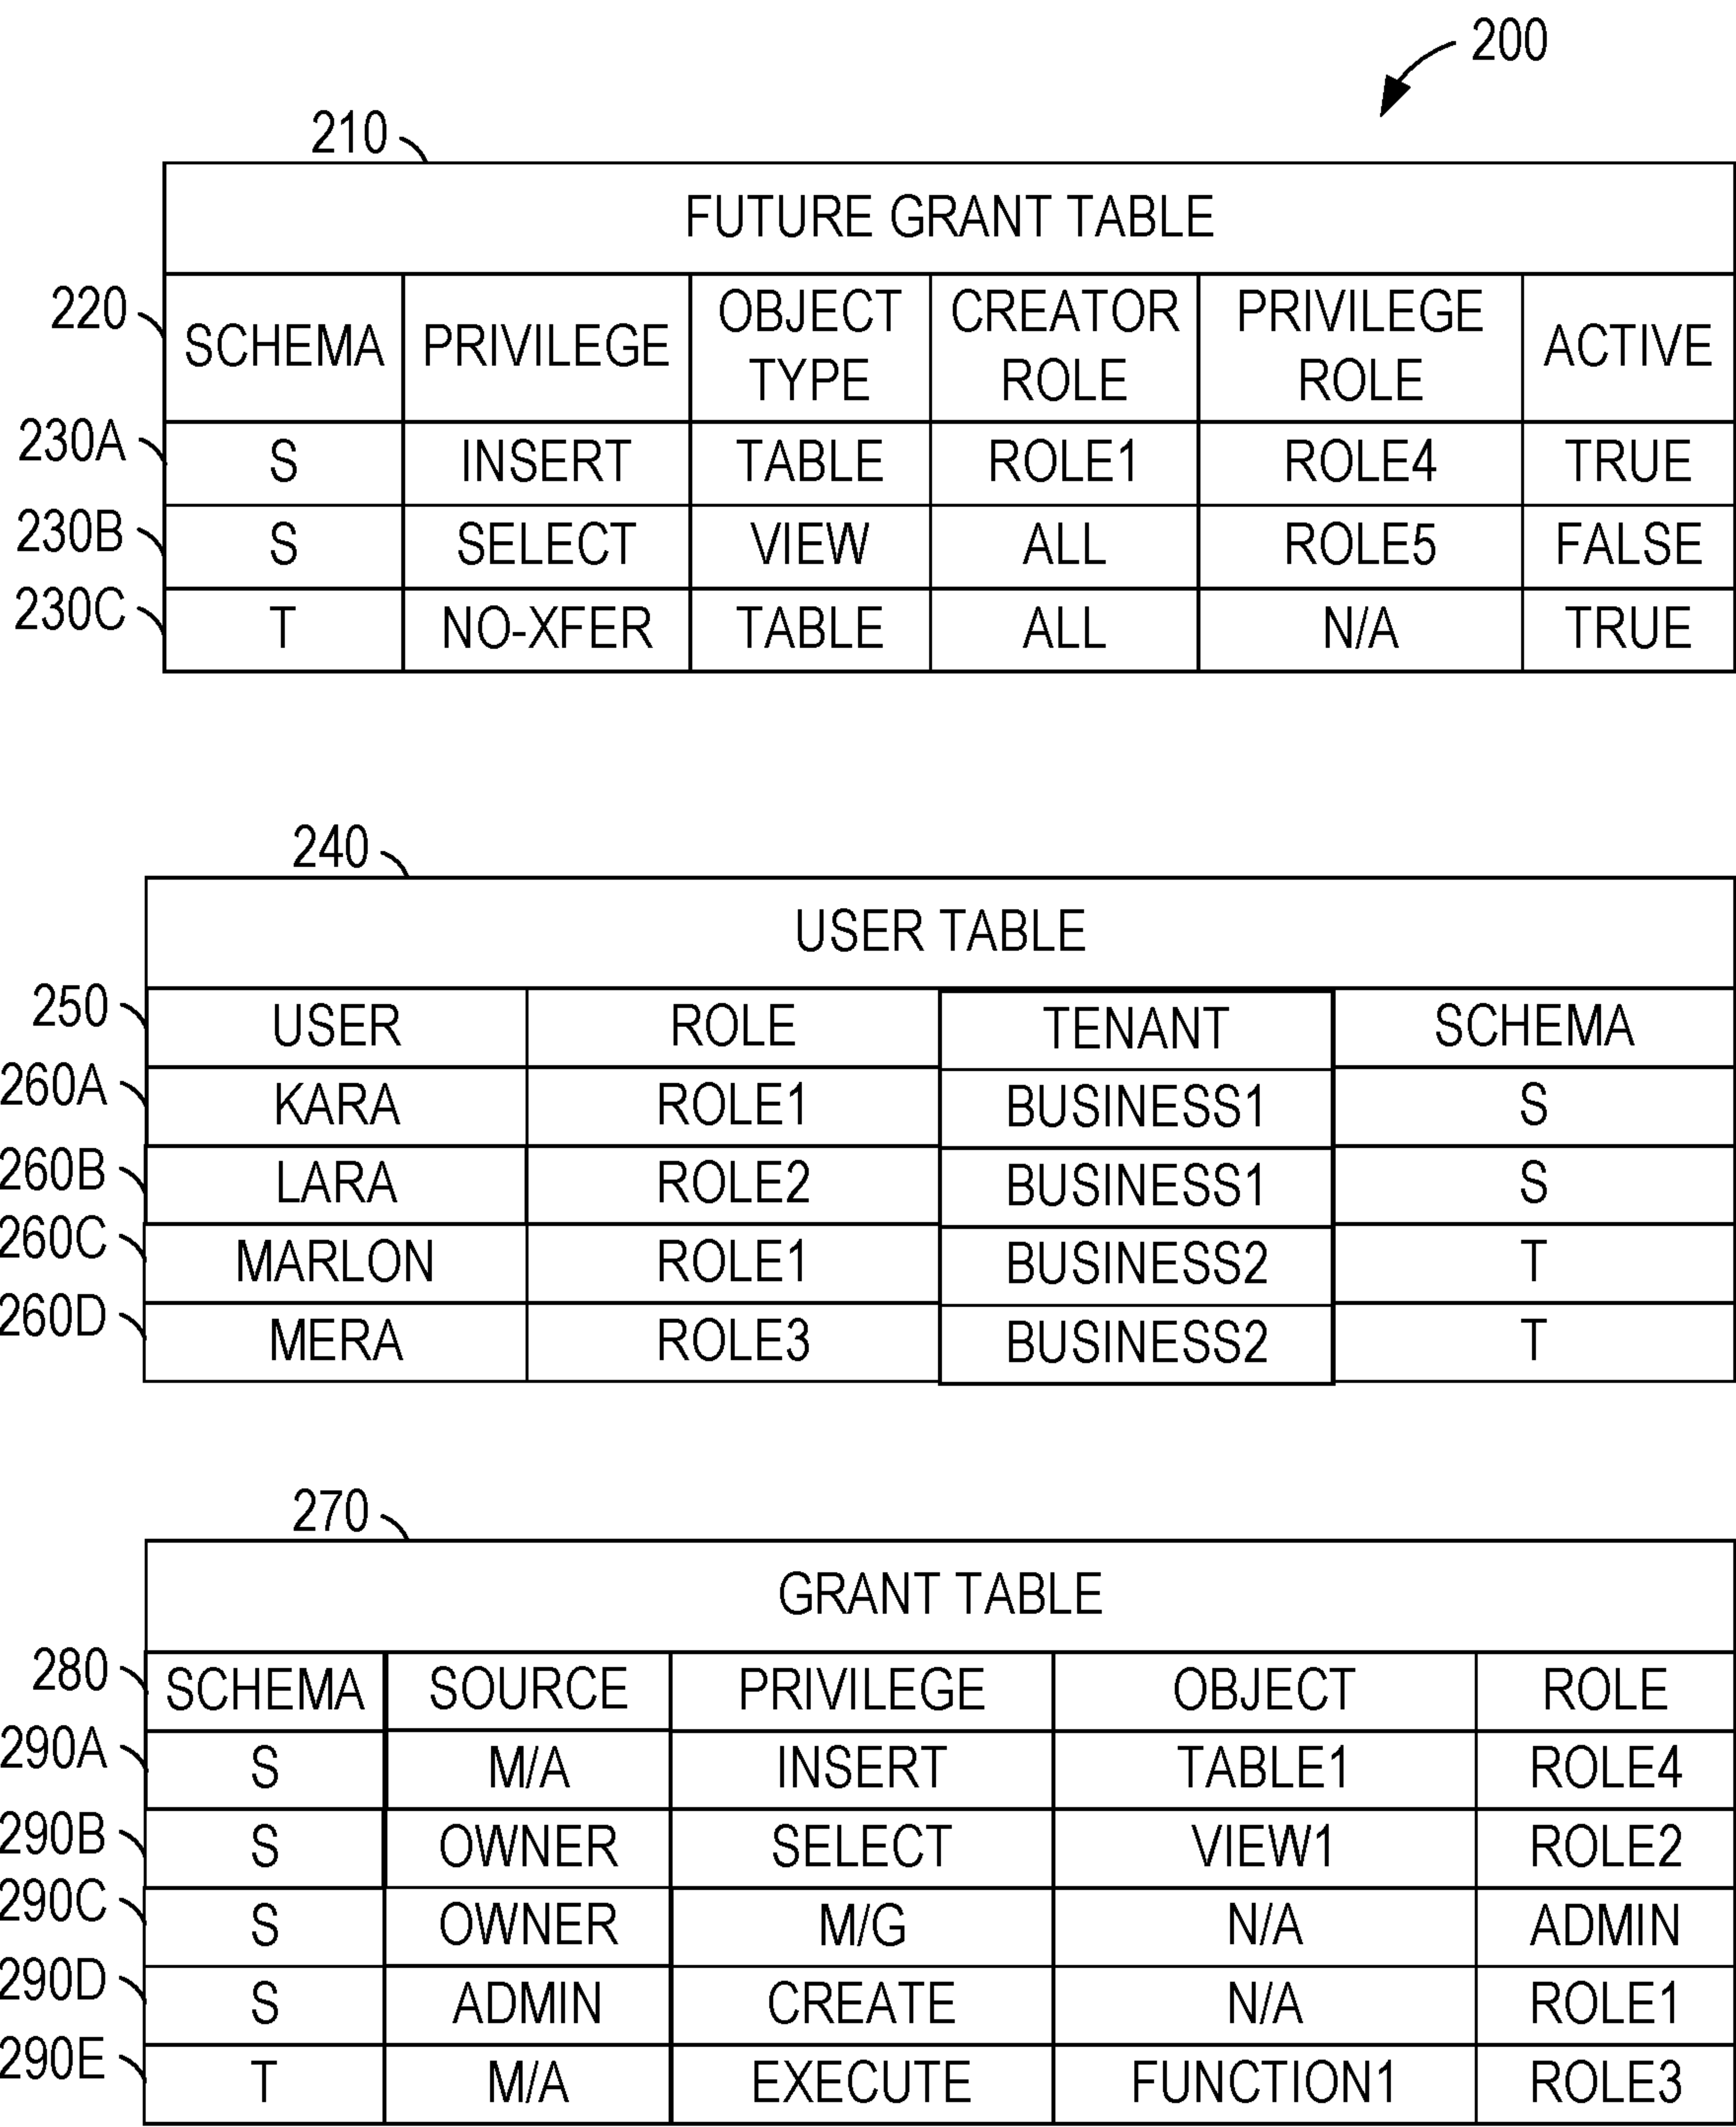 200
210
FUTURE GRANT TABLE
220 SCHEMA PRIVILEGE OBJECT TYPE CREATOR ROLE PRIVILEGE ROLE ACTIVE
230A S INSERT TABLE ROLE1 ROLE4 TRUE
230B S SELECT VIEW ALL ROLE5 FALSE
230C T NO-XFER TABLE ALL N/A TRUE
240
USER TABLE
250 USER ROLE TENANT SCHEMA
260A KARA ROLE1 BUSINESS1 S
260B LARA ROLE2 BUSINESS1 S
260C MARLON ROLE1 BUSINESS2 T
260D MERA ROLE3 BUSINESS2 T
270
GRANT TABLE
280 SCHEMA SOURCE PRIVILEGE OBJECT ROLE
290A S M/A INSERT TABLE1 ROLE4
290B S OWNER SELECT VIEW1 ROLE2
290C S OWNER M/G N/A ADMIN
290D S ADMIN CREATE N/A ROLE1
290E T M/A EXECUTE FUNCTION1 ROLE3